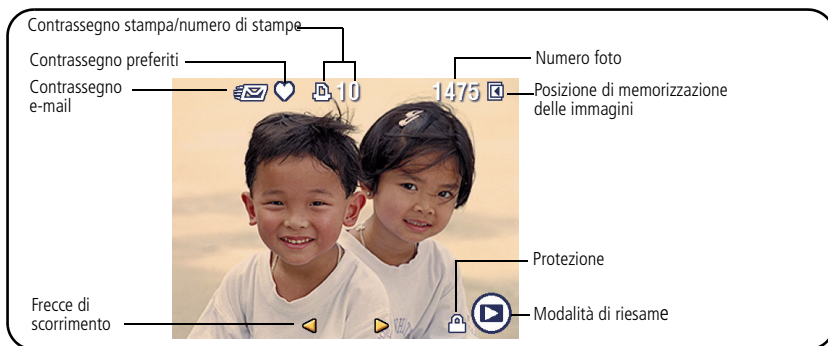 Contrassegno stampa/numero di stampe
Contrassegno preferiti
Contrassegno
e-mail
10
1475
Numero foto
Posizione di memorizzazione
delle immagini
Protezione
Modalità di riesame
Frecce di
scorrimento